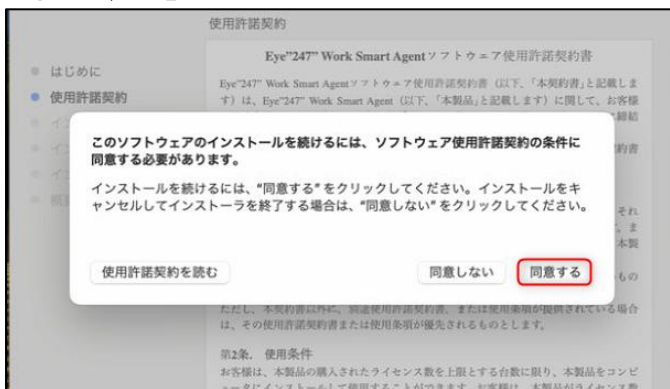 使用許諾契約
Eye"247" Work Smart Agentソフトウェア使用許諾契約書
はじめに
Eye"247" Work Smart Agentソフトウェア使用許諾契約書（以下、「本契約書」と記載しま
使用許諾契約
す）は、Eye"247" Work Smart Agent（以下、「本製品」と記載します）に関して、お客様
このソフトウェアのインストールを続けるには、ソフトウェア使用許諾契約の条件に
同意する必要があります。
インストールを続けるには、“同意する” をクリックしてください。インストールをキ
ャンセルしてインストーラを終了する場合は、“同意しない” をクリックしてください。
使用許諾契約を読む
同意しない
同意する
ただし、本契約書以外に、別途使用許諾契約書、または使用条項が提供されている場合
は、その使用許諾契約書または使用条項が優先されるものとします。
第2条. 使用条件
お客様は、本製品の購入されたライセンス数を上限とする台数に限り、本製品をコンピ